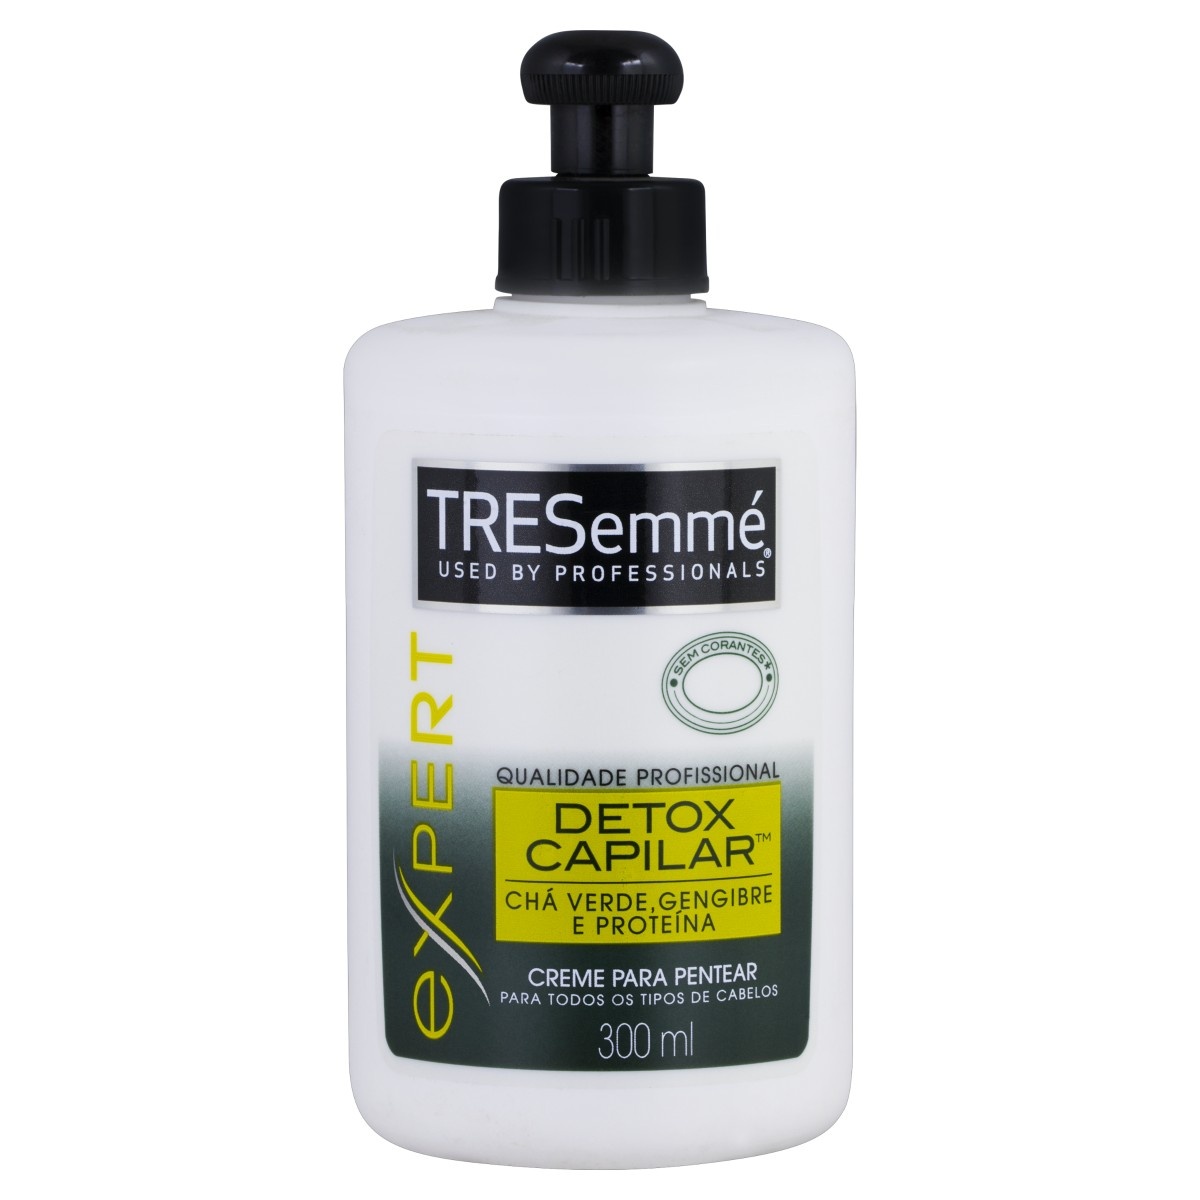 TRESemmé®
USED BY PROFESSIONALS
EXPERT
SEM CORANTES*
QUALIDADE PROFISSIONAL
DETOX
CAPILAR™
CHÁ VERDE, GENGIBRE
E PROTEÍNA
CREME PARA PENTEAR
PARA TODOS OS TIPOS DE CABELOS
300 ml